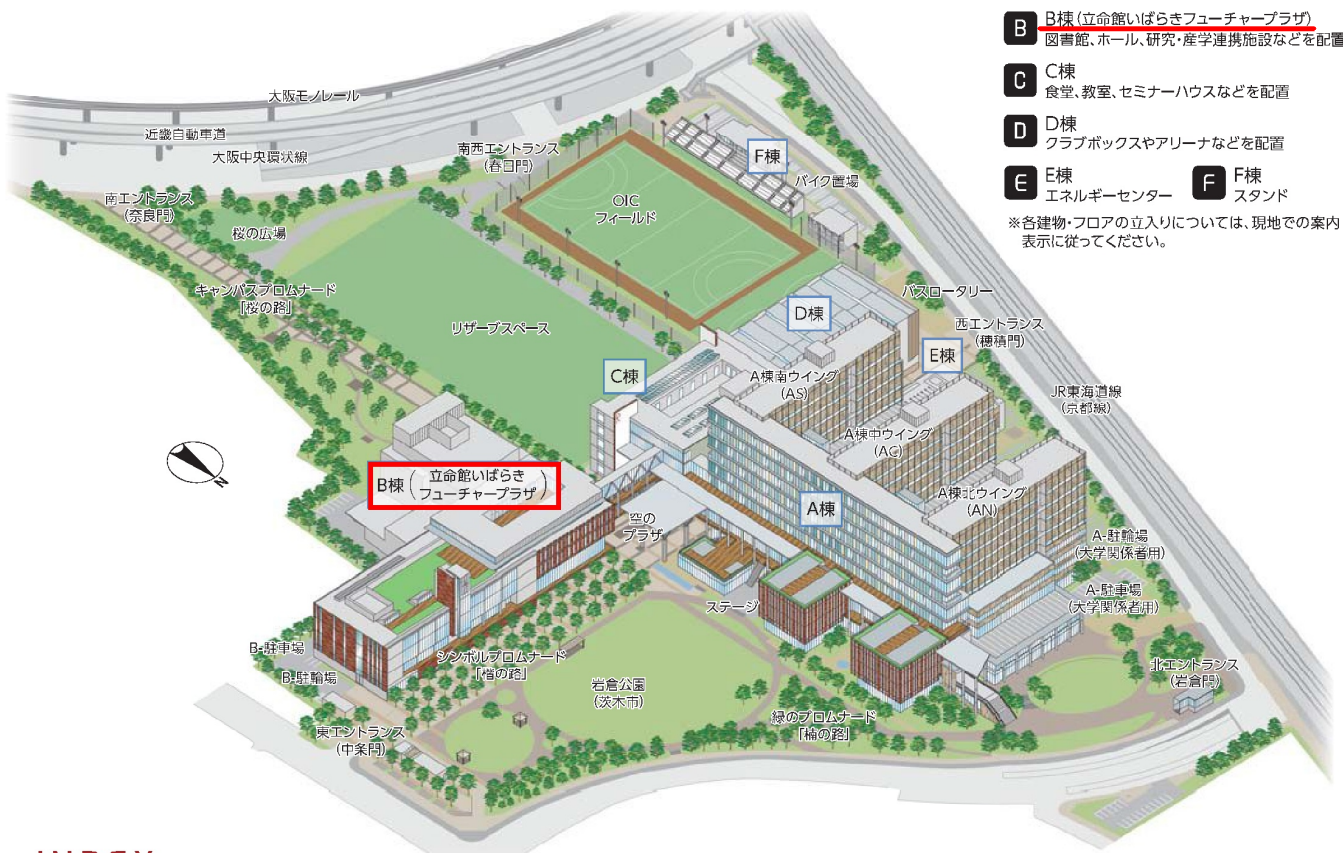 B B棟(立命館いばらきフューチャープラザ)
図書館、ホール、研究・産学連携施設などを配置
C C棟
食堂、教室、セミナーハウスなどを配置
D D棟
クラブボックスやアリーナなどを配置
E E棟
エネルギーセンター
F F棟
スタンド
※各建物・フロアの立入りについては、現地での案内
表示に従ってください。
大阪モノレール
近畿自動車道
大阪中央環状線
南西エントランス
(春日門)
F棟
バイク置場
南エントランス
(奈良門)
桜の広場
OIC
フィールド
キャンパスプロムナード
「桜の路」
リザーブスペース
バスロータリー
D棟
西エントランス
(穂積門)
E棟
C棟
A棟南ウイング
(AS)
JR東海道線
(京都線)
A棟中ウイング
(AC)
N
B棟(立命館いばらき
フューチャープラザ)
A棟北ウイング
(AN)
A棟
空の
プラザ
A-駐輪場
(大学関係者用)
ステージ
A-駐車場
(大学関係者用)
B-駐車場
B-駐輪場
シンボルプロムナード
「楷の路」
岩倉公園
(茨木市)
北エントランス
(岩倉門)
緑のプロムナード
「楠の路」
東エントランス
(中条門)